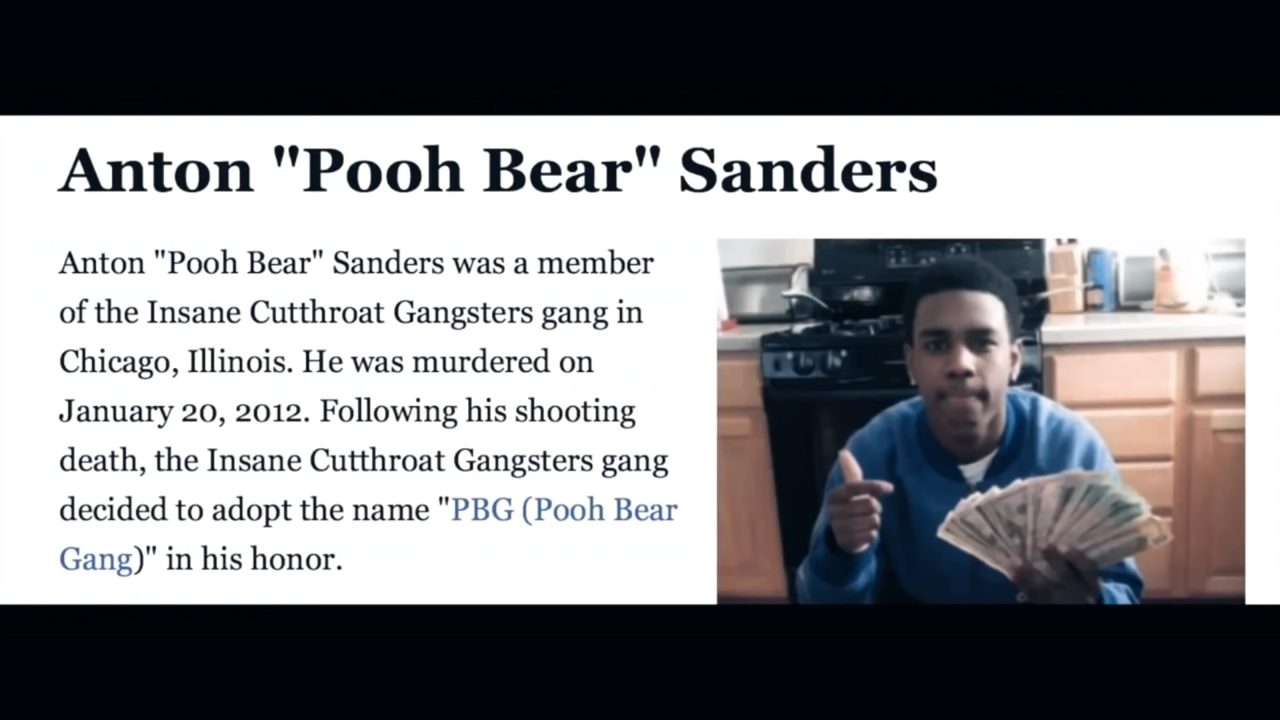 Anton "Pooh Bear" Sanders
Anton "Pooh Bear" Sanders was a member
of the Insane Cutthroat Gangsters gang in
Chicago, Illinois. He was murdered on
January 20, 2012. Following his shooting
death, the Insane Cutthroat Gangsters gang
decided to adopt the name "PBG (Pooh Bear
Gang)" in his honor.